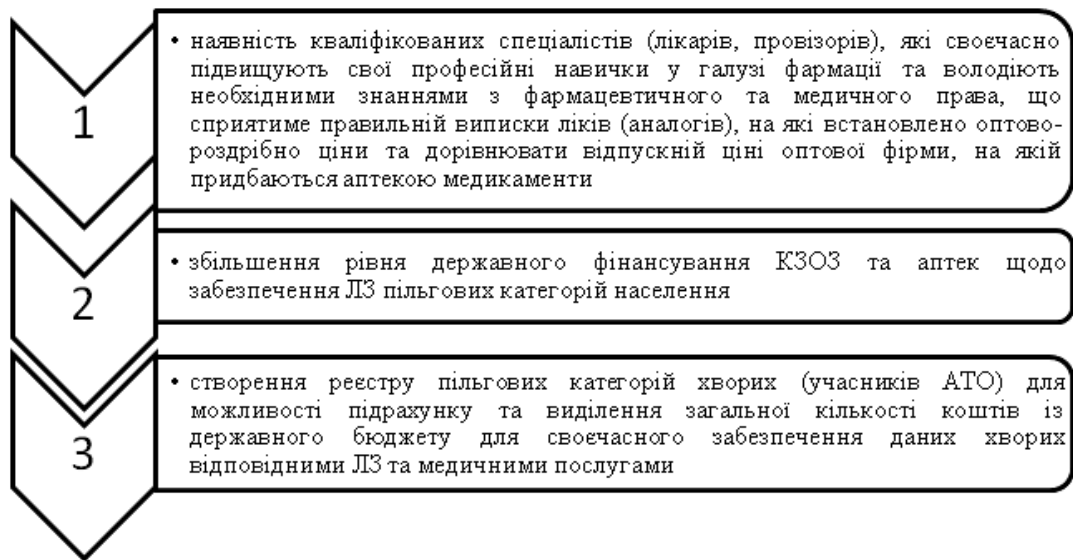 1
• наявність кваліфікованих спеціалістів (лікарів, провізорів), які своєчасно
підвищують свої професійні навички у галузі фармації та володіють
необхідними знаннями з фармацевтичного та медичного права, що
сприятиме правильній виписки ліків (аналогів), на які встановлено оптово-
роздрібно ціни та дорівнювати відпускній ціні оптової фірми, на якій
придбаються аптекою медикаменти
2
• збільшення рівня державного фінансування КЗОЗ та аптек щодо
забезпечення ЛЗ пільгових категорій населення
3
• створення реєстру пільгових категорій хворих (учасників АТО) для
можливості підрахунку та виділення загальної кількості коштів із
державного бюджету для своєчасного забезпечення даних хворих
відповідними ЛЗ та медичними послугами